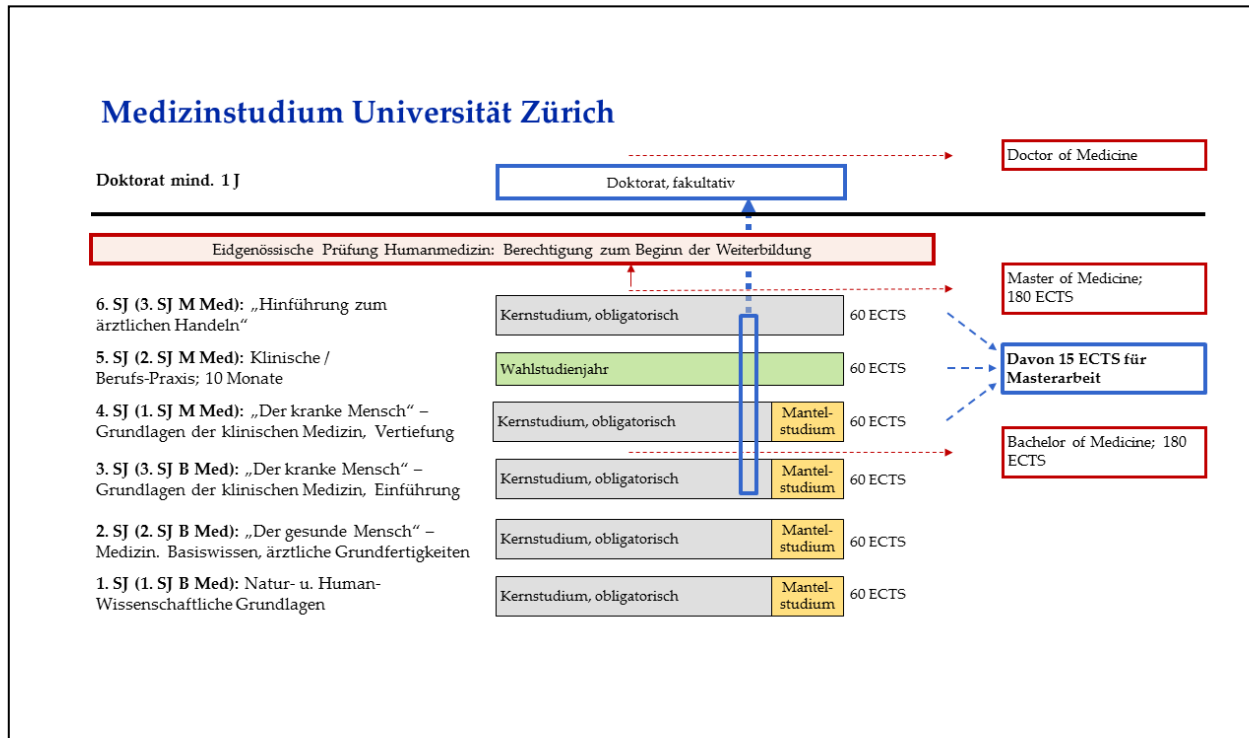 Medizinstudium Universität Zürich
Doctor of Medicine
Doktorat mind. 1 J
Doktorat, fakultativ
Eidgenössische Prüfung Humanmedizin: Berechtigung zum Beginn der Weiterbildung
Master of Medicine;
180 ECTS
6. SJ (3. SJ M Med): „Hinführung zum
ärztlichen Handeln“
Kernstudium, obligatorisch
60 ECTS
5. SJ (2. SJ M Med): Klinische /
Berufs-Praxis; 10 Monate
Wahlstudienjahr
60 ECTS
Davon 15 ECTS für
Masterarbeit
4. SJ (1. SJ M Med): „Der kranke Mensch“ –
Grundlagen der klinischen Medizin, Vertiefung
Kernstudium, obligatorisch
Mantel-
studium
60 ECTS
Bachelor of Medicine; 180
ECTS
3. SJ (3. SJ B Med): „Der kranke Mensch“ –
Grundlagen der klinischen Medizin, Einführung
Kernstudium, obligatorisch
Mantel-
studium
60 ECTS
2. SJ (2. SJ B Med): „Der gesunde Mensch“ –
Medizin. Basiswissen, ärztliche Grundfertigkeiten
Kernstudium, obligatorisch
Mantel-
studium
60 ECTS
1. SJ (1. SJ B Med): Natur- u. Human-
Wissenschaftliche Grundlagen
Kernstudium, obligatorisch
Mantel-
studium
60 ECTS